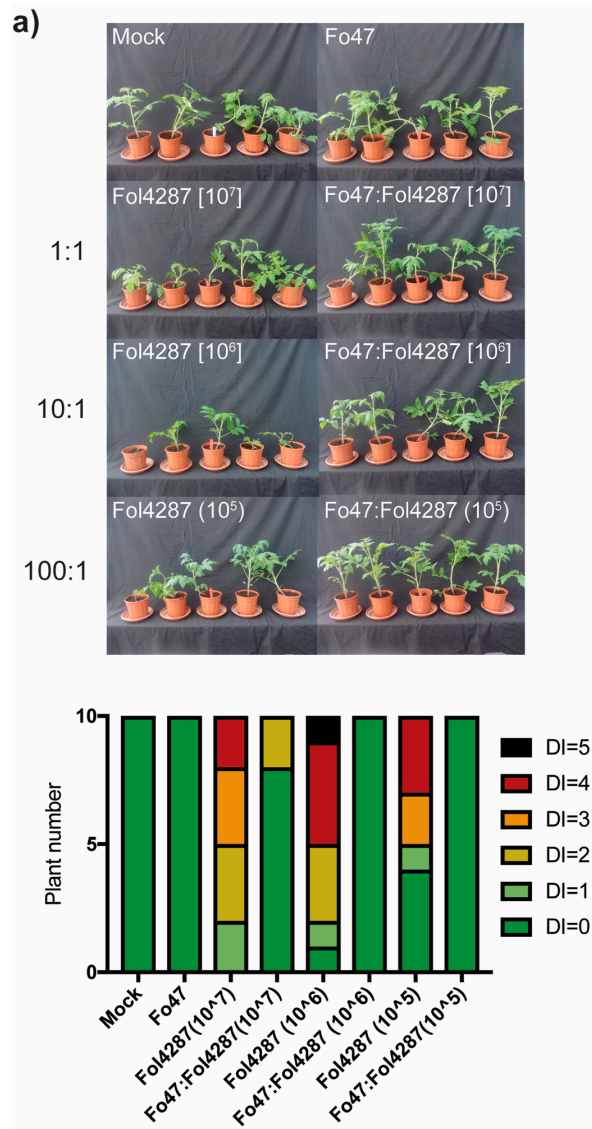 a)
Mock
Fo47
1:1
Fol4287 [10⁷]
Fo47:Fol4287 [10⁷]
10:1
Fol4287 [10⁶]
Fo47:Fol4287 [10⁶]
100:1
Fol4287 (10⁵)
Fo47:Fol4287 (10⁵)
Plant number
10
5
0
DI=5
DI=4
DI=3
DI=2
DI=1
DI=0
Mock
Fo47
Fol4287(10^7)
Fo47:Fol4287(10^7)
Fol4287 (10^6)
Fo47:Fol4287 (10^6)
Fol4287 (10^5)
Fo47:Fol4287(10^5)